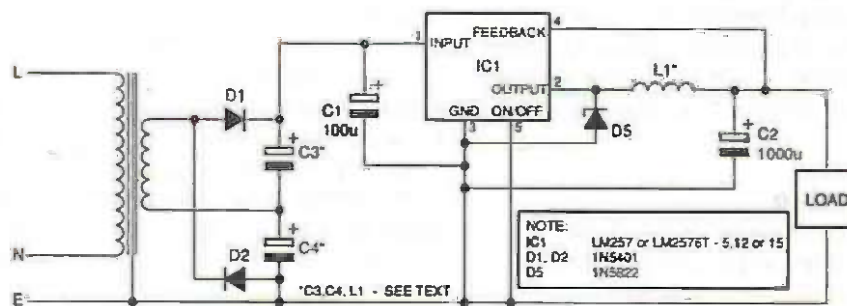 L
N
E
D1
D2
C3*
C4*
C1
100u
1
INPUT
FEEDBACK
4
IC1
OUTPUT
2
GND
ON/OFF
3
5
L1*
D5
C2
1000u
LOAD
*C3,C4, L1 - SEE TEXT
NOTE:
IC1 LM257 or LM2576T - 5,12 or 15
D1, D2 1N5401
D5 1N5822